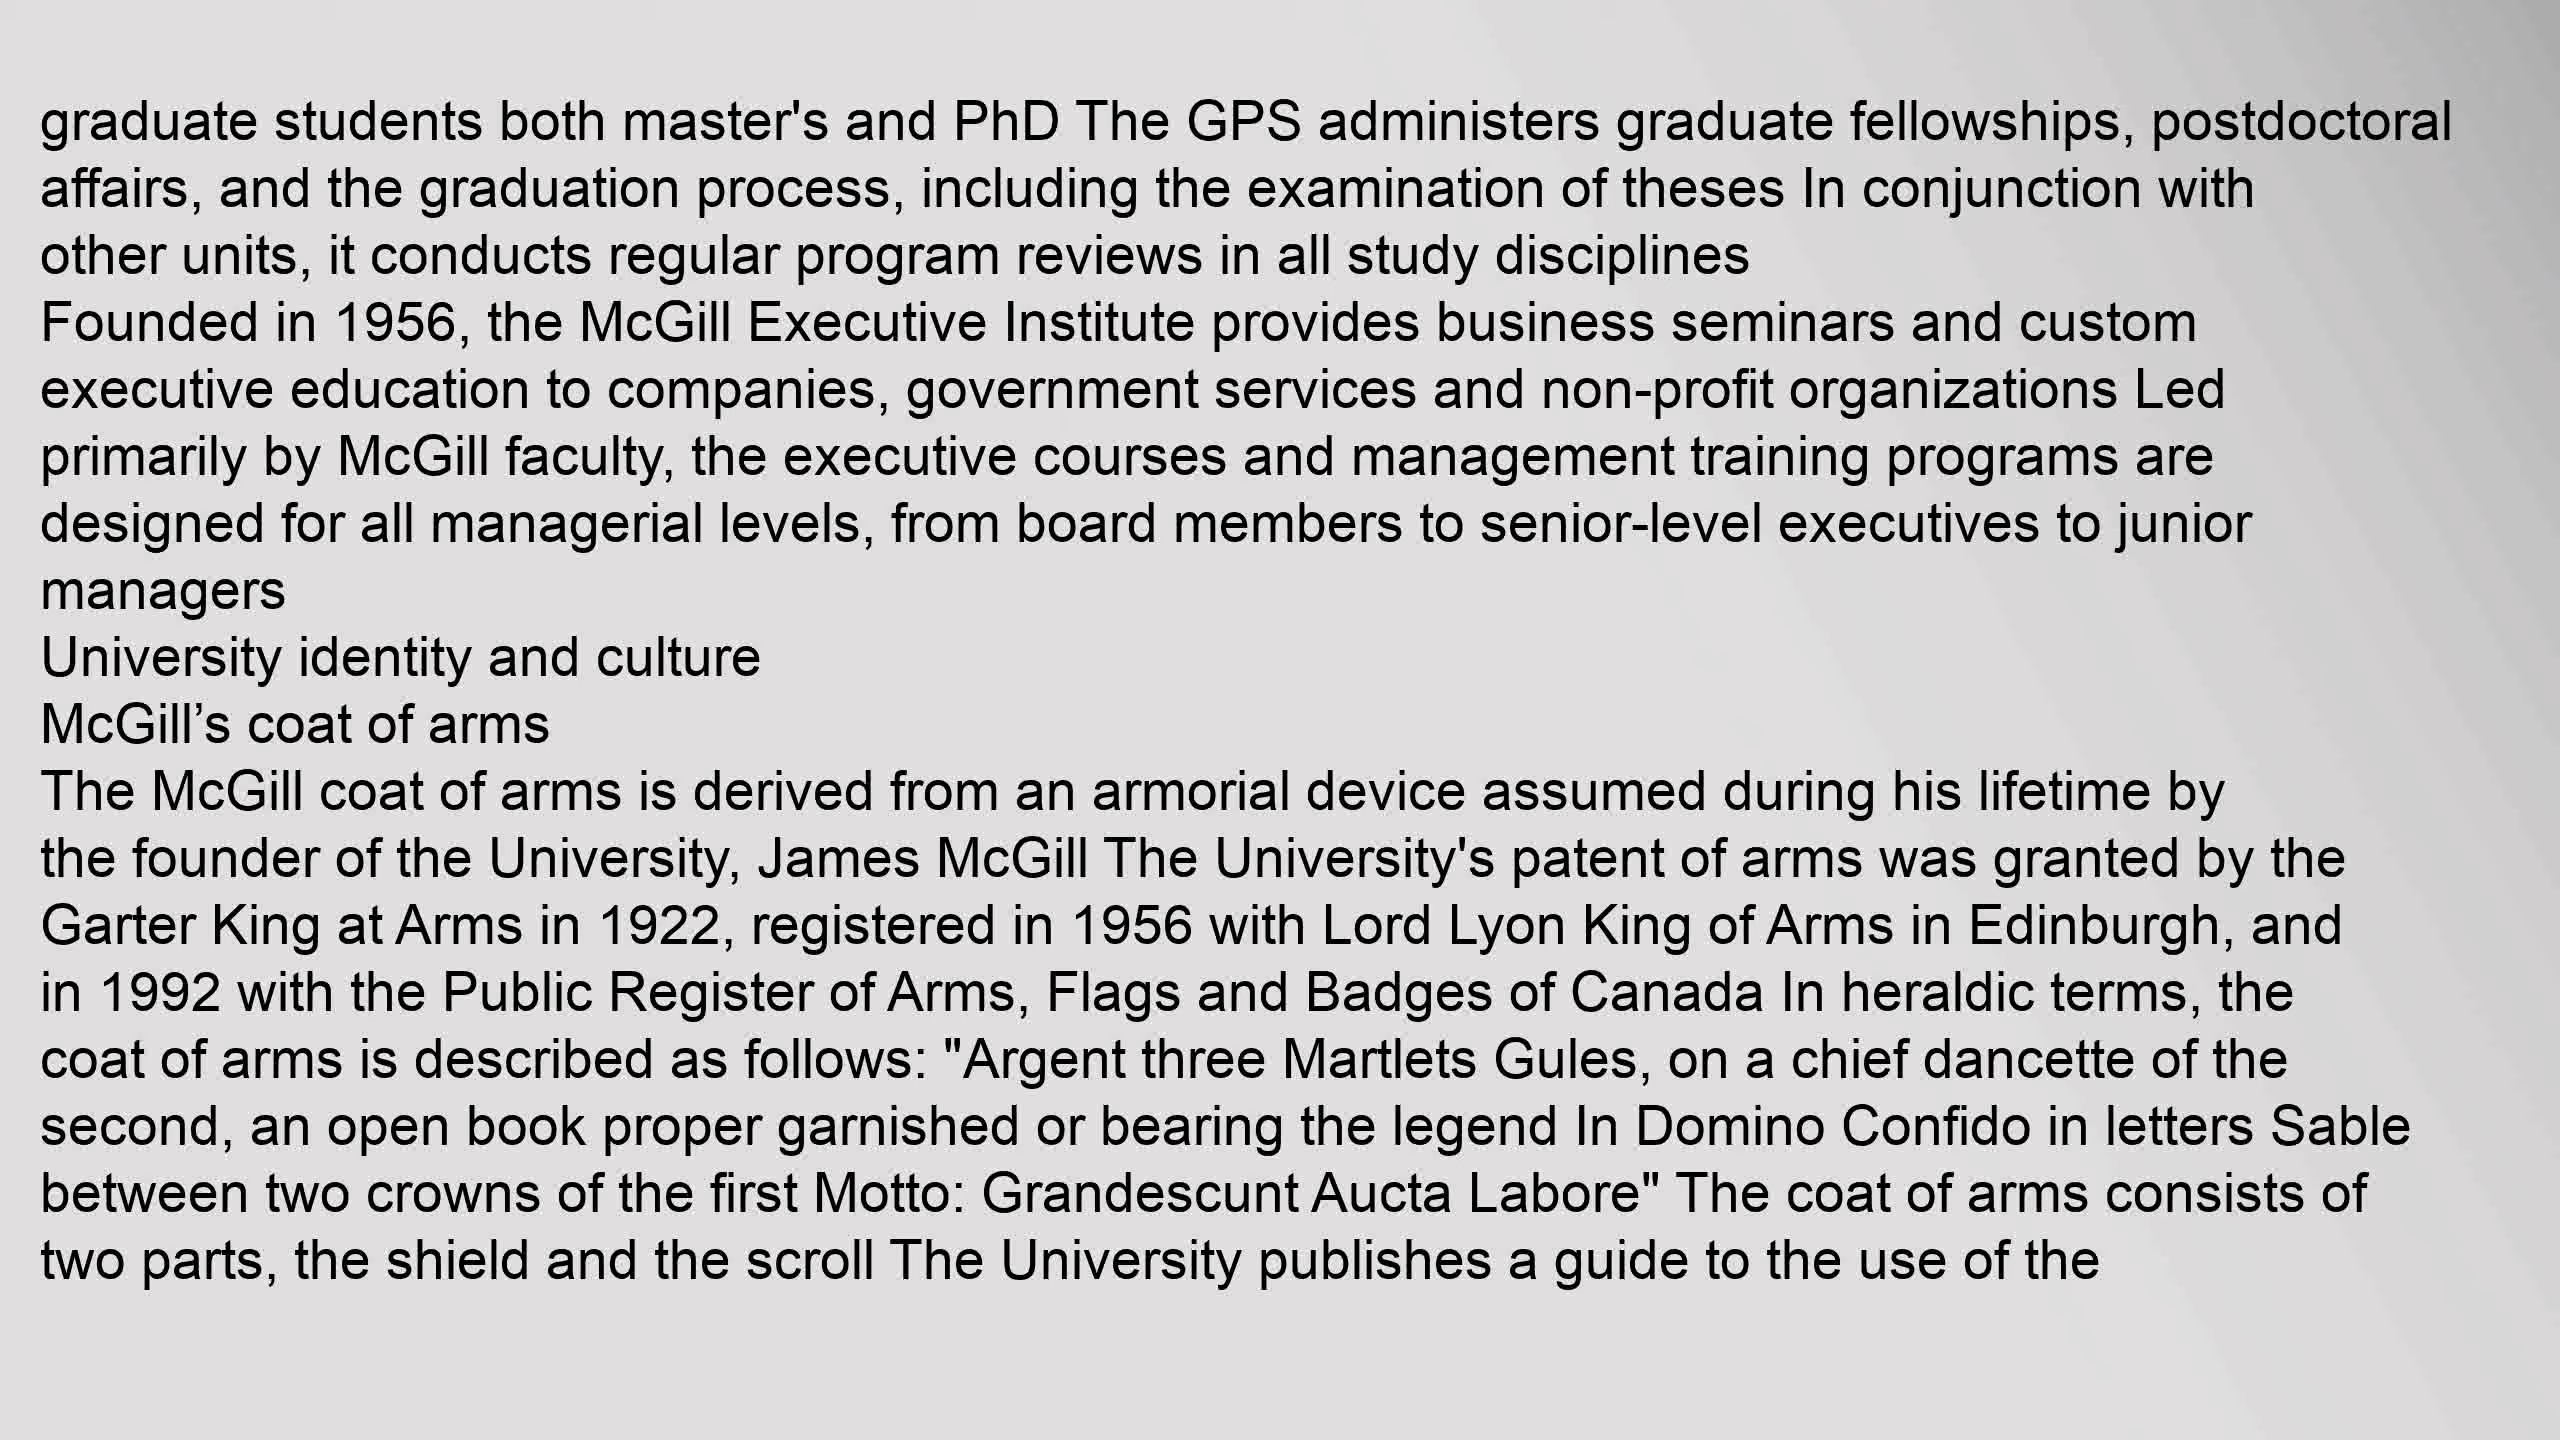 graduate students both master's and PhD The GPS administers graduate fellowships, postdoctoral
affairs, and the graduation process, including the examination of theses In conjunction with
other units, it conducts regular program reviews in all study disciplines
Founded in 1956, the McGill Executive Institute provides business seminars and custom
executive education to companies, government services and non-profit organizations Led
primarily by McGill faculty, the executive courses and management training programs are
designed for all managerial levels, from board members to senior-level executives to junior
managers
University identity and culture
McGill’s coat of arms
The McGill coat of arms is derived from an armorial device assumed during his lifetime by
the founder of the University, James McGill The University's patent of arms was granted by the
Garter King at Arms in 1922, registered in 1956 with Lord Lyon King of Arms in Edinburgh, and
in 1992 with the Public Register of Arms, Flags and Badges of Canada In heraldic terms, the
coat of arms is described as follows: "Argent three Martlets Gules, on a chief dancette of the
second, an open book proper garnished or bearing the legend In Domino Confido in letters Sable
between two crowns of the first Motto: Grandescunt Aucta Labore" The coat of arms consists of
two parts, the shield and the scroll The University publishes a guide to the use of the